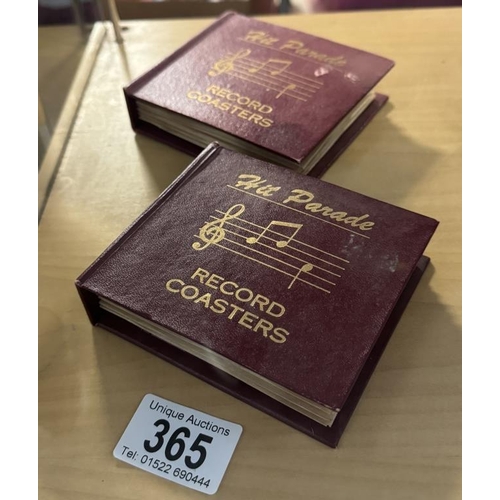 Hit Parade
RECORD
COASTERS
Hit Parade
RECORD
COASTERS
Unique Auctions
365
Tel: 01522 690444